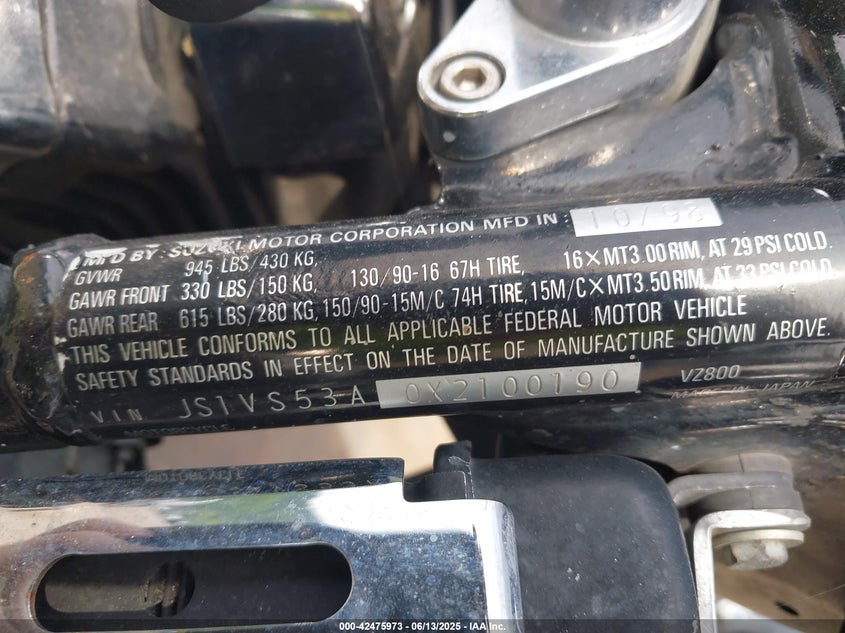 MFD BY: SUZUKI MOTOR CORPORATION MFD IN: 10/98
GVWR 945 LBS/430 KG,
GAWR FRONT 330 LBS/150 KG, 130/90-16 67H TIRE, 16×MT3.00 RIM, AT 29 PSI COLD.
GAWR REAR 615 LBS/280 KG, 150/90-15M/C 74H TIRE, 15M/C×MT3.50 RIM, AT 33 PSI COLD.
THIS VEHICLE CONFORMS TO ALL APPLICABLE FEDERAL MOTOR VEHICLE
SAFETY STANDARDS IN EFFECT ON THE DATE OF MANUFACTURE SHOWN ABOVE.
VIN JS1VS53A 0X2100190 VZ800
MADE IN JAPAN
000-42475973 - 06/13/2025 - IAA Inc.